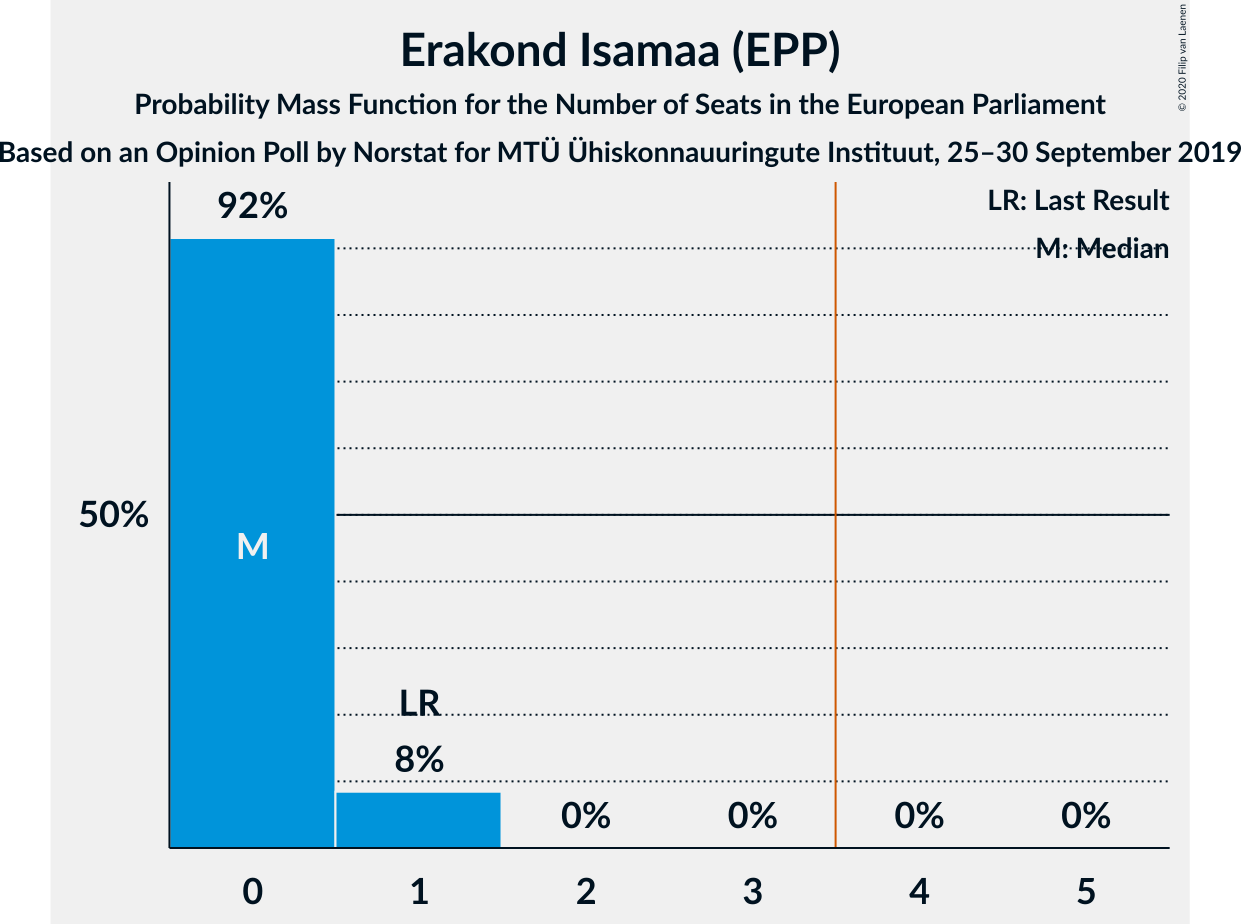 Erakond Isamaa (EPP)
Probability Mass Function for the Number of Seats in the European Parliament
Based on an Opinion Poll by Norstat for MTÜ Ühiskonnauuringute Instituut, 25–30 September 2019
© 2020 Filip van Laenen
LR: Last Result
M: Median
92%
50%
M
LR
8%
0% 0% 0% 0%
0 1 2 3 4 5